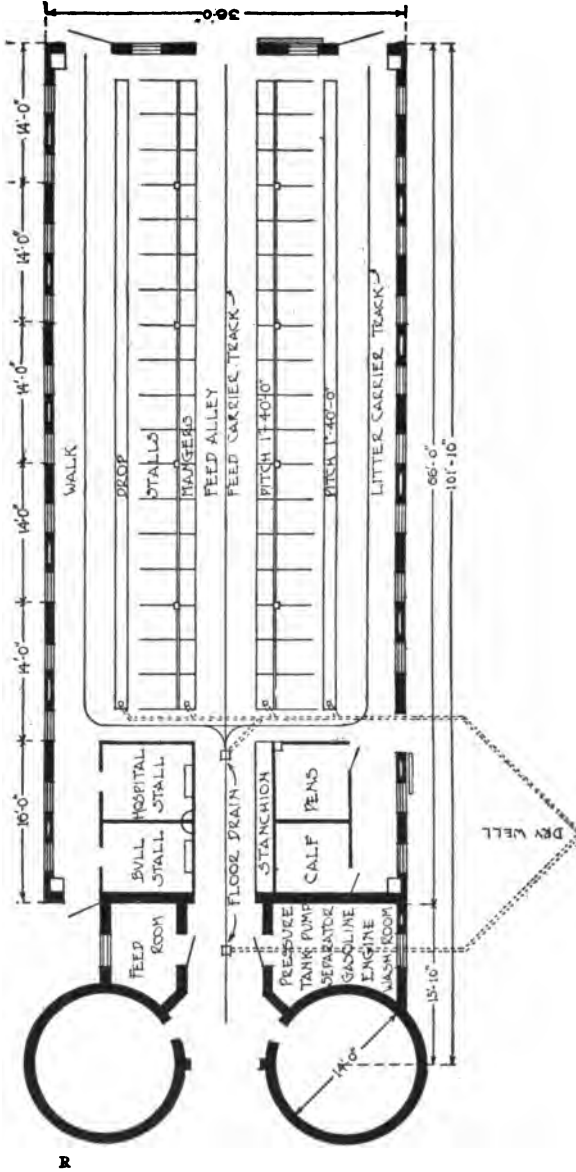 36'-0"
14'-0"
14'-0"
14'-0"
14'-0"
14'-0"
16'-0"
WALK
DROP
STALLS
MANGERS
FEED ALLEY
FEED CARRIER TRACK
PITCH 1"-40'-0"
PITCH 1"-40'-0"
LITTER CARRIER TRACK
86'-0"
101'-10"
HOSPITAL
STALL
BULL
STALL
FLOOR DRAIN
STANCHION
CALF PENS
DRY WELL
FEED
ROOM
PRESSURE
TANK PUMP
SEPARATOR
GASOLINE
ENGINE
WASH ROOM
15'-10"
14'-0"
R